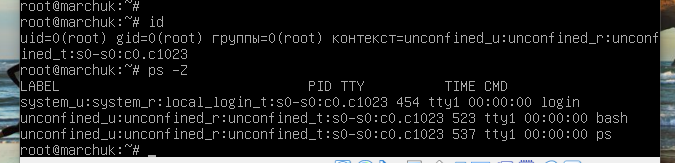 root@marchuk:~#
root@marchuk:~# id
uid=0(root) gid=0(root) группы=0(root) контекст=unconfined_u:unconfined_r:unconf
ined_t:s0-s0:c0.c1023
root@marchuk:~# ps -Z
LABEL                               PID TTY          TIME CMD
system_u:system_r:local_login_t:s0-s0:c0.c1023 454 tty1 00:00:00 login
unconfined_u:unconfined_r:unconfined_t:s0-s0:c0.c1023 523 tty1 00:00:00 bash
unconfined_u:unconfined_r:unconfined_t:s0-s0:c0.c1023 537 tty1 00:00:00 ps
root@marchuk:~# _